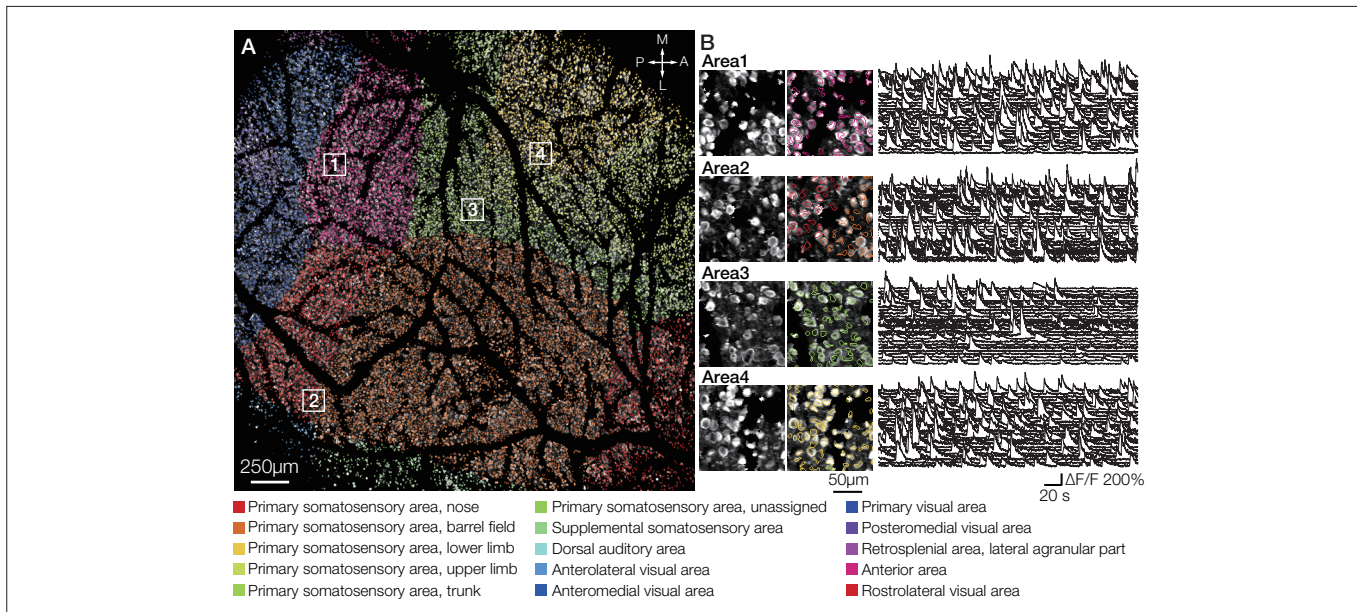 A
M
P A
L
1
2
3
4
250µm
B
Area1
Area2
Area3
Area4
50µm
ΔF/F 200%
20 s
Primary somatosensory area, nose
Primary somatosensory area, barrel field
Primary somatosensory area, lower limb
Primary somatosensory area, upper limb
Primary somatosensory area, trunk
Primary somatosensory area, unassigned
Supplemental somatosensory area
Dorsal auditory area
Anterolateral visual area
Anteromedial visual area
Primary visual area
Posteromedial visual area
Retrosplenial area, lateral agranular part
Anterior area
Rostrolateral visual area